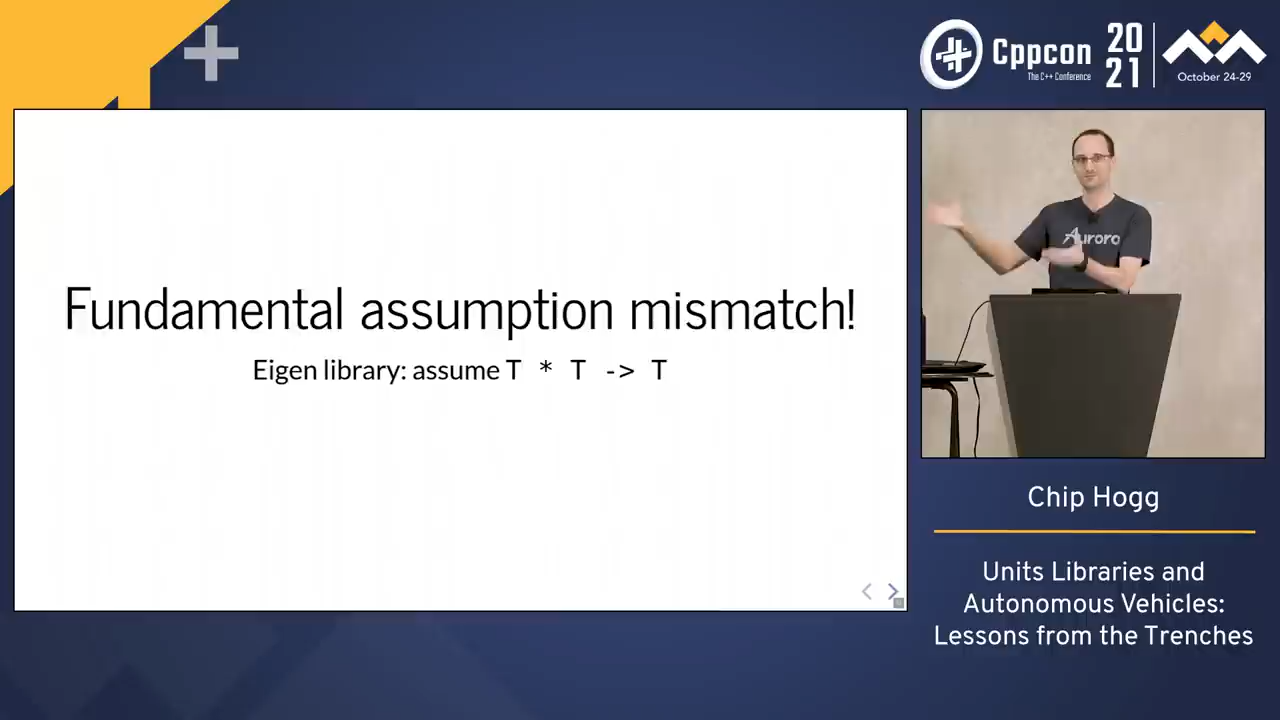 Cppcon
The C++ Conference
20
21
October 24-29
Fundamental assumption mismatch!
Eigen library: assume T * T -> T
Aurora
Chip Hogg
Units Libraries and
Autonomous Vehicles:
Lessons from the Trenches